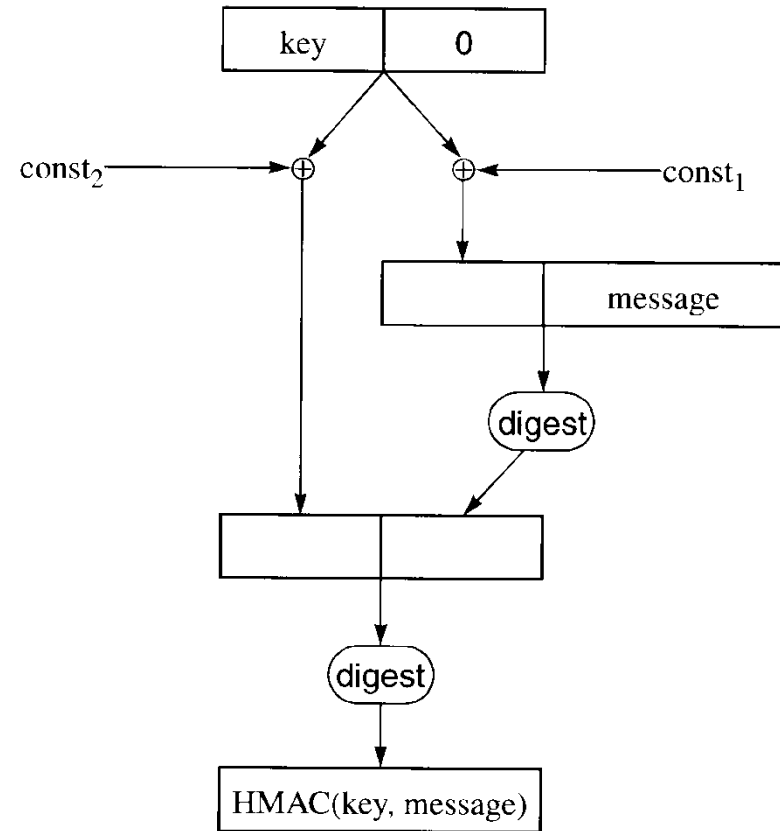 key 0
const2 ⊕ ⊕ const1
message
digest
digest
HMAC(key, message)